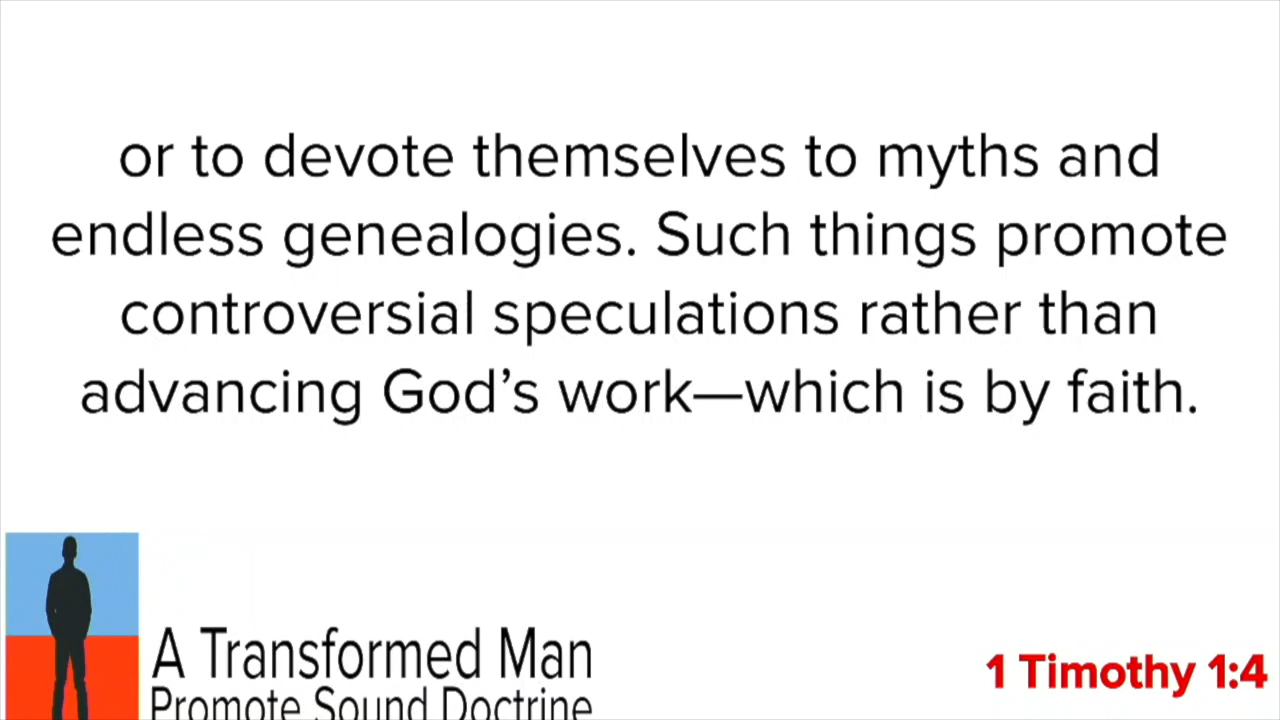 or to devote themselves to myths and
endless genealogies. Such things promote
controversial speculations rather than
advancing God’s work—which is by faith.
A Transformed Man
Promote Sound Doctrine
1 Timothy 1:4